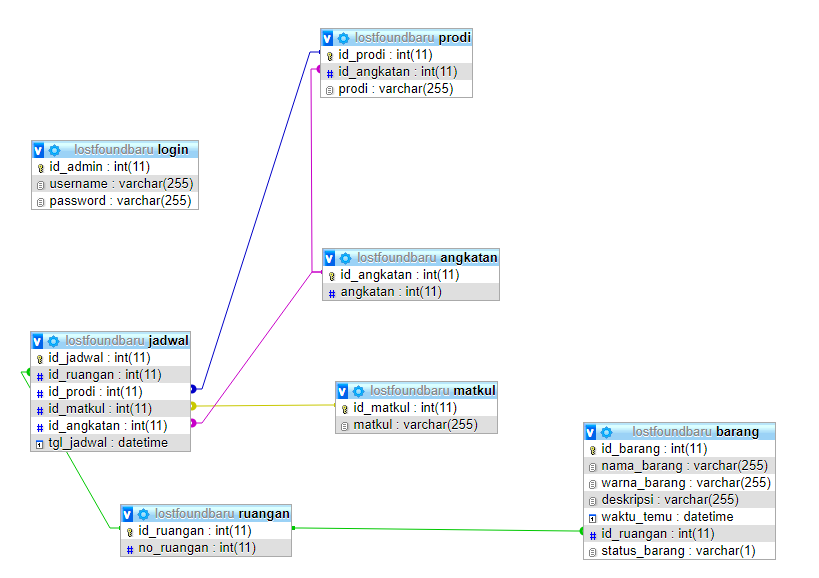 lostfoundbaru prodi
id_prodi : int(11)
id_angkatan : int(11)
prodi : varchar(255)
lostfoundbaru login
id_admin : int(11)
username : varchar(255)
password : varchar(255)
lostfoundbaru angkatan
id_angkatan : int(11)
angkatan : int(11)
lostfoundbaru jadwal
id_jadwal : int(11)
id_ruangan : int(11)
id_prodi : int(11)
id_matkul : int(11)
id_angkatan : int(11)
tgl_jadwal : datetime
lostfoundbaru matkul
id_matkul : int(11)
matkul : varchar(255)
lostfoundbaru barang
id_barang : int(11)
nama_barang : varchar(255)
warna_barang : varchar(255)
deskripsi : varchar(255)
waktu_temu : datetime
id_ruangan : int(11)
status_barang : varchar(1)
lostfoundbaru ruangan
id_ruangan : int(11)
no_ruangan : int(11)